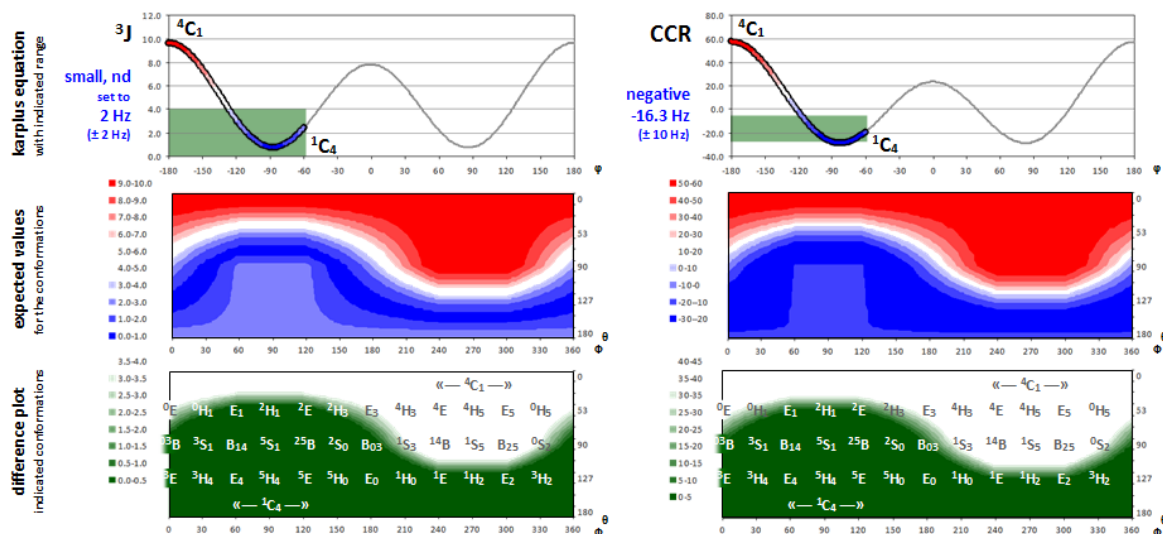 karplus equation
with indicated range
³J
small, nd
set to
2 Hz
(± 2 Hz)
12.0
10.0
8.0
6.0
4.0
2.0
0.0
⁴C₁
¹C₄
-180 -150 -120 -90 -60 -30 0 30 60 90 120 150 180 φ
CCR
negative
-16.3 Hz
(± 10 Hz)
80.0
60.0
40.0
20.0
0.0
-20.0
-40.0
⁴C₁
¹C₄
-180 -150 -120 -90 -60 -30 0 30 60 90 120 150 180 φ
expected values
for the conformations
9.0-10.0
8.0-9.0
7.0-8.0
6.0-7.0
5.0-6.0
4.0-5.0
3.0-4.0
2.0-3.0
1.0-2.0
0.0-1.0
0
53
90
127
180 θ
0 30 60 90 120 150 180 210 240 270 300 330 360 Φ
50-60
40-50
30-40
20-30
10-20
0-10
-10-0
-20--10
-30--20
0
53
90
127
180 θ
0 30 60 90 120 150 180 210 240 270 300 330 360 Φ
difference plot
indicated conformations
3.5-4.0
3.0-3.5
2.5-3.0
2.0-2.5
1.5-2.0
1.0-1.5
0.5-1.0
0.0-0.5
«— ⁴C₁ —»
⁰E ⁰H₁ E₁ ²H₁ ²E ²H₃ E₃ ⁴H₃ ⁴E ⁴H₅ E₅ ⁰H₅
⁰³B ³S₁ B₁₄ ⁵S₁ ²⁵B ²S₀ B₀₃ ¹S₃ ¹⁴B ¹S₅ B₂₅ ⁰S₂
³E ³H₄ E₄ ⁵H₄ ⁵E ⁵H₀ E₀ ¹H₀ ¹E ¹H₂ E₂ ³H₂
«— ¹C₄ —»
0
53
90
127
180 θ
0 30 60 90 120 150 180 210 240 270 300 330 360 Φ
40-45
35-40
30-35
25-30
20-25
15-20
10-15
5-10
0-5
«— ⁴C₁ —»
⁰E ⁰H₁ E₁ ²H₁ ²E ²H₃ E₃ ⁴H₃ ⁴E ⁴H₅ E₅ ⁰H₅
⁰³B ³S₁ B₁₄ ⁵S₁ ²⁵B ²S₀ B₀₃ ¹S₃ ¹⁴B ¹S₅ B₂₅ ⁰S₂
³E ³H₄ E₄ ⁵H₄ ⁵E ⁵H₀ E₀ ¹H₀ ¹E ¹H₂ E₂ ³H₂
«— ¹C₄ —»
0
53
90
127
180 θ
0 30 60 90 120 150 180 210 240 270 300 330 360 Φ